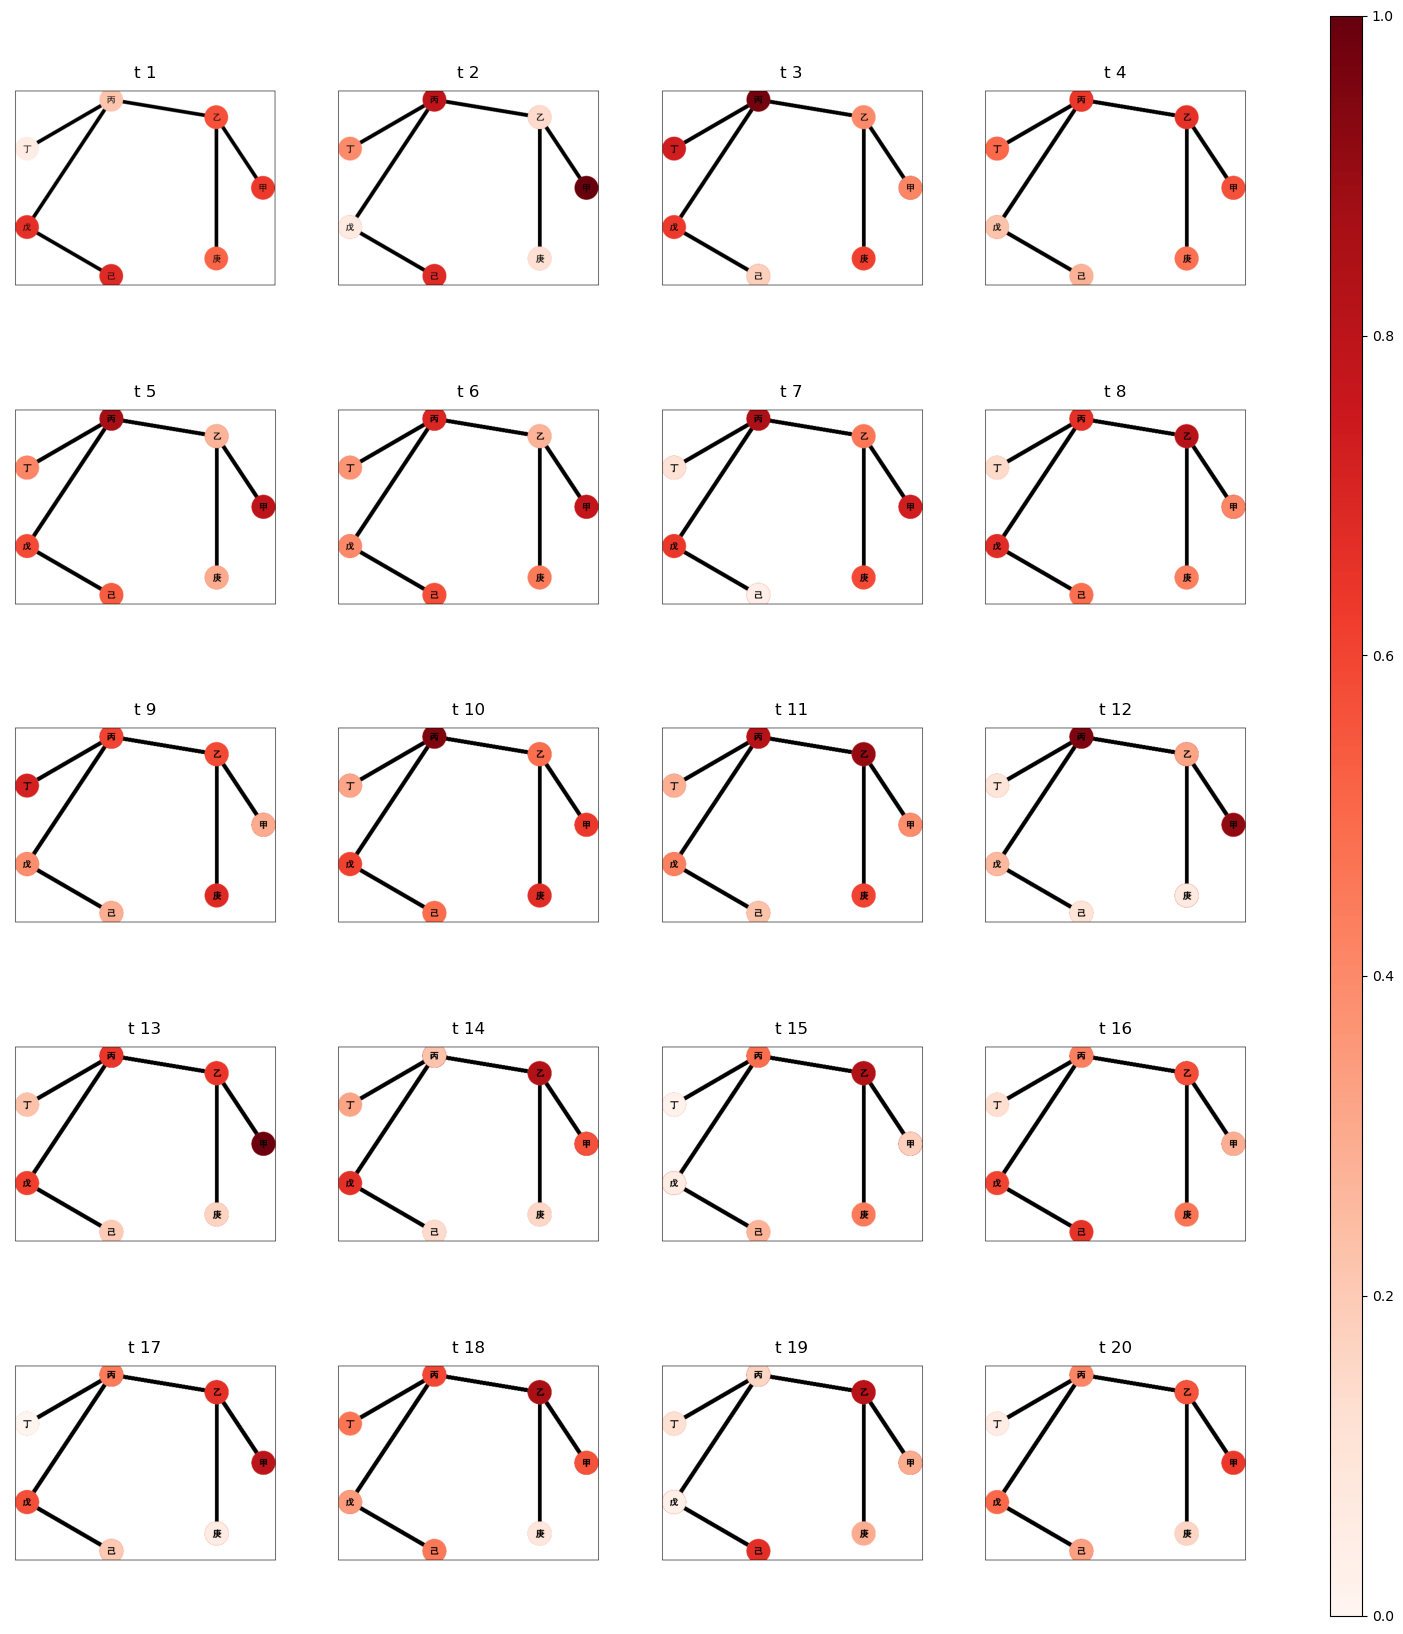 t 1
丙
乙
丁
甲
戊
庚
己
t 2
丙
乙
丁
甲
戊
庚
己
t 3
丙
乙
丁
甲
戊
庚
己
t 4
丙
乙
丁
甲
戊
庚
己
t 5
丙
乙
丁
甲
戊
庚
己
t 6
丙
乙
丁
甲
戊
庚
己
t 7
丙
乙
丁
甲
戊
庚
己
t 8
丙
乙
丁
甲
戊
庚
己
t 9
丙
乙
丁
甲
戊
庚
己
t 10
丙
乙
丁
甲
戊
庚
己
t 11
丙
乙
丁
甲
戊
庚
己
t 12
丙
乙
丁
甲
戊
庚
己
t 13
丙
乙
丁
甲
戊
庚
己
t 14
丙
乙
丁
甲
戊
庚
己
t 15
丙
乙
丁
甲
戊
庚
己
t 16
丙
乙
丁
甲
戊
庚
己
t 17
丙
乙
丁
甲
戊
庚
己
t 18
丙
乙
丁
甲
戊
庚
己
t 19
丙
乙
丁
甲
戊
庚
己
t 20
丙
乙
丁
甲
戊
庚
己
1.0
0.8
0.6
0.4
0.2
0.0